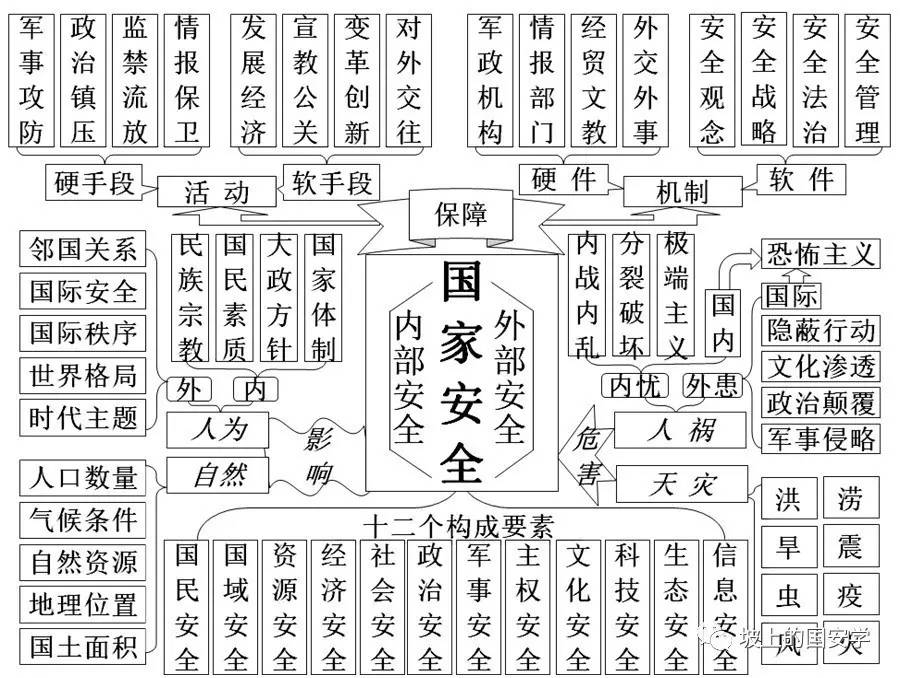 军事攻防
政治镇压
监禁流放
情报保卫
发展经济
宣教公关
变革创新
对外交往
军政机构
情报部门
经贸文教
外交外事
安全观念
安全战略
安全法治
安全管理
硬手段
活动
软手段
保障
硬件
机制
软件
邻国关系
国际安全
国际秩序
世界格局
时代主题
民族宗教
国民素质
大政方针
国家体制
外
内
人为
自然
影响
人口数量
气候条件
自然资源
地理位置
国土面积
内部安全
国家安全
外部安全
内战内乱
分裂破坏
极端主义
国内
恐怖主义
国际
隐蔽行动
文化渗透
政治颠覆
军事侵略
内忧
外患
人祸
危害
天灾
洪
涝
旱
震
虫
疫
风
火
十二个构成要素
国民安全
国域安全
资源安全
经济安全
社会安全
政治安全
军事安全
主权安全
文化安全
科技安全
生态安全
信息安全
坡上的国安学